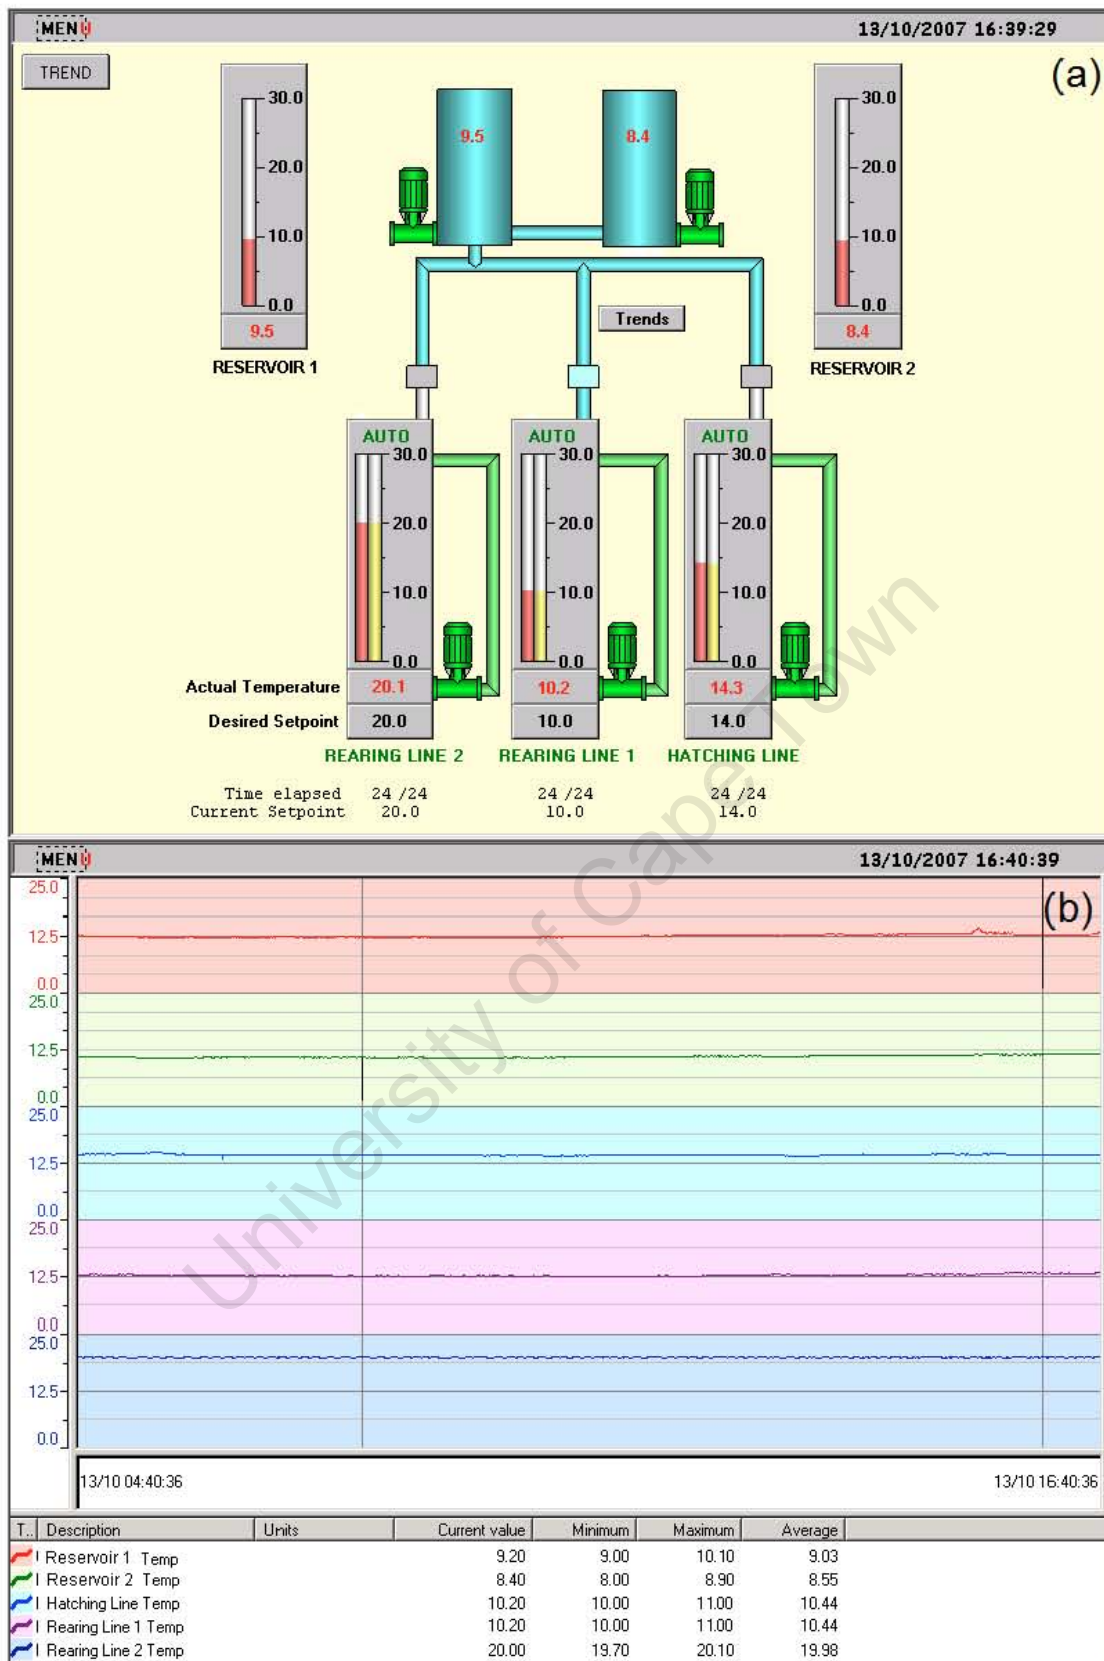 MENU 13/10/2007 16:39:29
TREND (a)
30.0 9.5 8.4 30.0
20.0 20.0
10.0 10.0
0.0 0.0
9.5 Trends 8.4
RESERVOIR 1 RESERVOIR 2
AUTO AUTO AUTO
30.0 30.0 30.0
20.0 20.0 20.0
10.0 10.0 10.0
0.0 0.0 0.0
Actual Temperature 20.1 10.2 14.3
Desired Setpoint 20.0 10.0 14.0
REARING LINE 2 REARING LINE 1 HATCHING LINE
Time elapsed 24 /24 24 /24 24 /24
Current Setpoint 20.0 10.0 14.0
University of Cape Town
MENU 13/10/2007 16:40:39
25.0 (b)
12.5
0.0
25.0
12.5
0.0
25.0
12.5
0.0
25.0
12.5
0.0
25.0
12.5
0.0
13/10 04:40:36 13/10 16:40:36
T.. Description Units Current value Minimum Maximum Average
I Reservoir 1 Temp 9.20 9.00 10.10 9.03
I Reservoir 2 Temp 8.40 8.00 8.90 8.55
I Hatching Line Temp 10.20 10.00 11.00 10.44
I Rearing Line 1 Temp 10.20 10.00 11.00 10.44
I Rearing Line 2 Temp 20.00 19.70 20.10 19.98